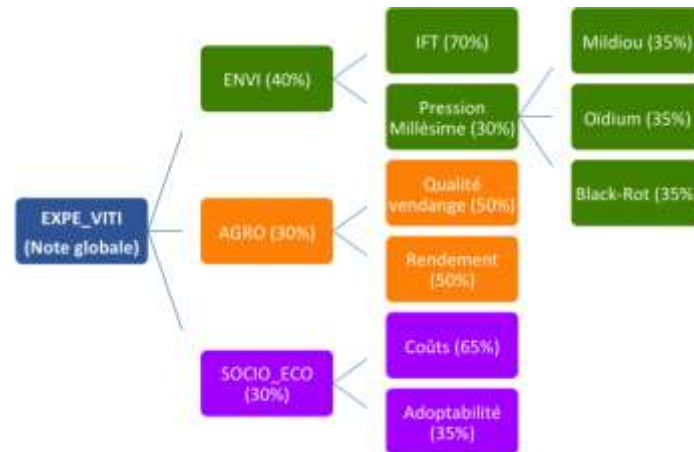 EXPE_VITI
(Note globale)
ENVI (40%)
IFT (70%)
Pression
Millésime (30%)
Mildiou (35%)
Oïdium (35%)
Black-Rot (35%
AGRO (30%)
Qualité
vendange (50%)
Rendement
(50%)
SOCIO_ECO
(30%)
Coûts (65%)
Adoptabilité
(35%)